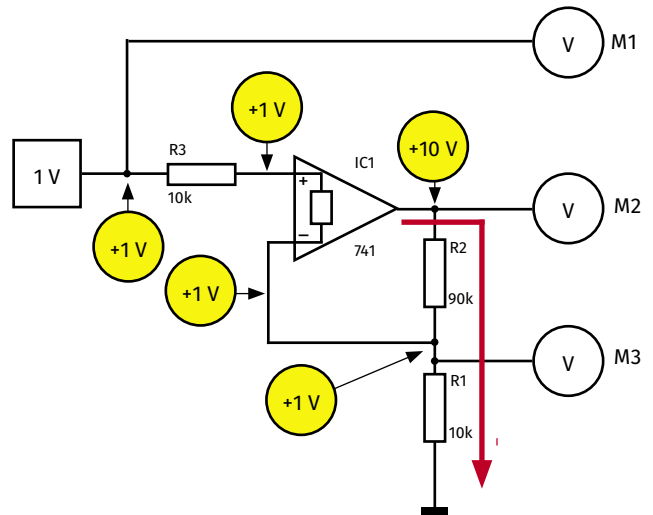 V
M1
+1 V
R3
IC1
+10 V
1 V
+
10k
V
M2
+1 V
–
741
R2
+1 V
90k
V
M3
R1
+1 V
10k